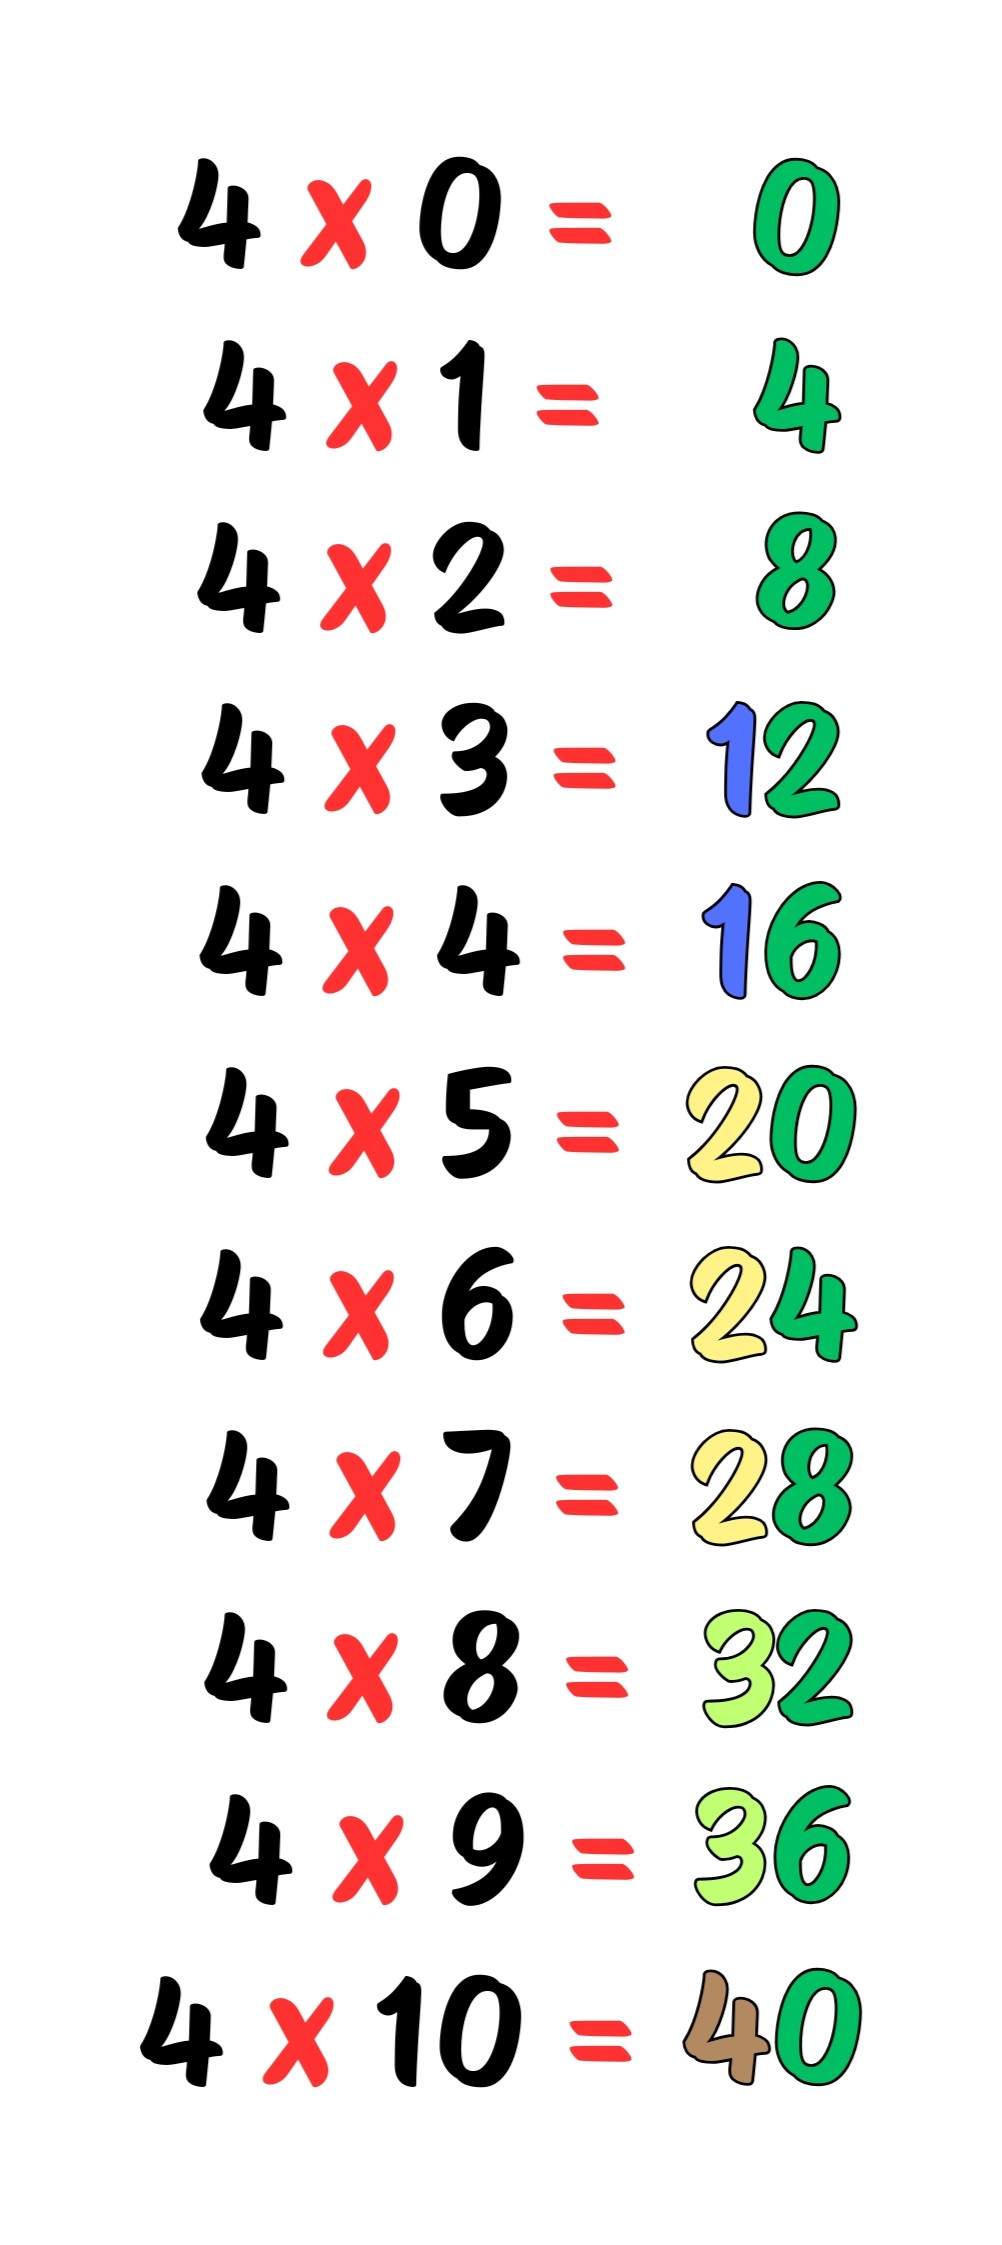 4 x 0 = 0
4 x 1 = 4
4 x 2 = 8
4 x 3 = 12
4 x 4 = 16
4 x 5 = 20
4 x 6 = 24
4 x 7 = 28
4 x 8 = 32
4 x 9 = 36
4 x 10 = 40